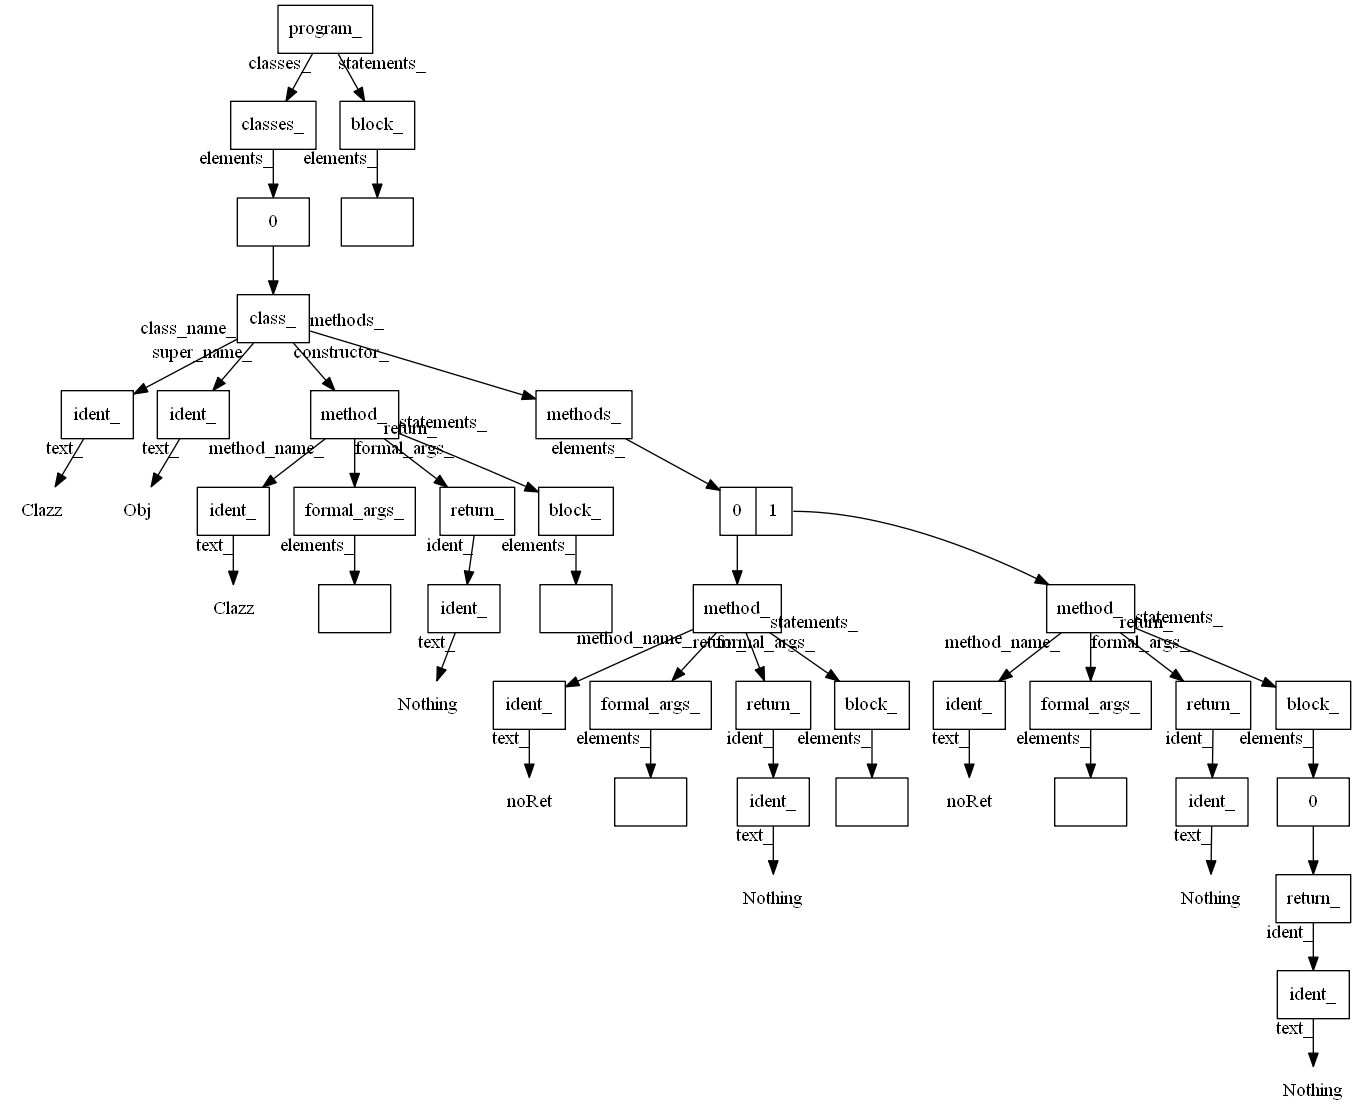 program_
classes_ statements_
classes_ block_
elements_ elements_
0
class_
class_name_ super_name_ constructor_ methods_
ident_ ident_ method_ methods_
text_ text_ method_name_ formal_args_ return_ statements_ elements_
Clazz Obj ident_ formal_args_ return_ block_ 0 1
text_ elements_ ident_ elements_
Clazz ident_ method_ method_
text_ method_name_ return_ formal_args_ statements_ method_name_ formal_args_ return_ statements_
Nothing ident_ formal_args_ return_ block_ ident_ formal_args_ return_ block_
text_ elements_ ident_ elements_ text_ elements_ ident_ elements_
noRet ident_ noRet ident_ 0
text_ text_
Nothing Nothing return_
ident_
ident_
text_
Nothing